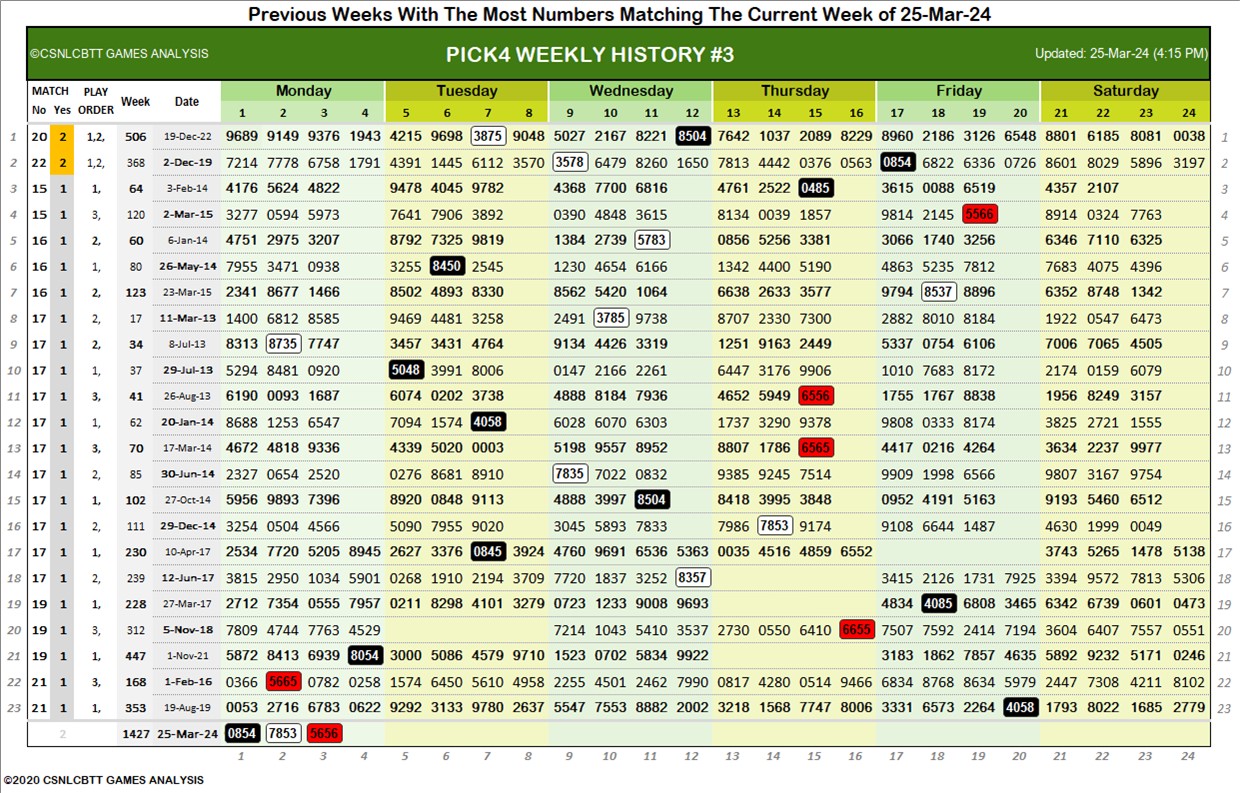 Previous Weeks With The Most Numbers Matching The Current Week of 25-Mar-24
©CSNLCBTT GAMES ANALYSIS PICK4 WEEKLY HISTORY #3 Updated: 25-Mar-24 (4:15 PM)
MATCH PLAY Week Date Monday Tuesday Wednesday Thursday Friday Saturday
No Yes ORDER 1 2 3 4 5 6 7 8 9 10 11 12 13 14 15 16 17 18 19 20 21 22 23 24
1 20 2 1,2, 506 19-Dec-22 9689 9149 9376 1943 4215 9698 3875 9048 5027 2167 8221 8504 7642 1037 2089 8229 8960 2186 3126 6548 8801 6185 8081 0038 1
2 22 2 1,2, 368 2-Dec-19 7214 7778 6758 1791 4391 1445 6112 3570 3578 6479 8260 1650 7813 4442 0376 0563 0854 6822 6336 0726 8601 8029 5896 3197 2
3 15 1 1, 64 3-Feb-14 4176 5624 4822 9478 4045 9782 4368 7700 6816 4761 2522 0485 3615 0088 6519 4357 2107 3
4 15 1 3, 120 2-Mar-15 3277 0594 5973 7641 7906 3892 0390 4848 3615 8134 0039 1857 9814 2145 5566 8914 0324 7763 4
5 16 1 2, 60 6-Jan-14 4751 2975 3207 8792 7325 9819 1384 2739 5783 0856 5256 3381 3066 1740 3256 6346 7110 6325 5
6 16 1 1, 80 26-May-14 7955 3471 0938 3255 8450 2545 1230 4654 6166 1342 4400 5190 4863 5235 7812 7683 4075 4396 6
7 16 1 2, 123 23-Mar-15 2341 8677 1466 8502 4893 8330 8562 5420 1064 6638 2633 3577 9794 8537 8896 6352 8748 1342 7
8 17 1 2, 17 11-Mar-13 1400 6812 8585 9469 4481 3258 2491 3785 9738 8707 2330 7300 2882 8010 8184 1922 0547 6473 8
9 17 1 2, 34 8-Jul-13 8313 8735 7747 3457 3431 4764 9134 4426 3319 1251 9163 2449 5337 0754 6106 7006 7065 4505 9
10 17 1 1, 37 29-Jul-13 5294 8481 0920 5048 3991 8006 0147 2166 2261 6447 3176 9906 1010 7683 8172 2174 0159 6079 10
11 17 1 3, 41 26-Aug-13 6190 0093 1687 6074 0202 3738 4888 8184 7936 4652 5949 6556 1755 1767 8838 1956 8249 3157 11
12 17 1 1, 62 20-Jan-14 8688 1253 6547 7094 1574 4058 6028 6070 6303 1737 3290 9378 9808 0333 8174 3825 2721 1555 12
13 17 1 3, 70 17-Mar-14 4672 4818 9336 4339 5020 0003 5198 9557 8952 8807 1786 6565 4417 0216 4264 3634 2237 9977 13
14 17 1 2, 85 30-Jun-14 2327 0654 2520 0276 8681 8910 7835 7022 0832 9385 9245 7514 9909 1998 6566 9807 3167 9754 14
15 17 1 1, 102 27-Oct-14 5956 9893 7396 8920 0848 9113 4888 3997 8504 8418 3995 3848 0952 4191 5163 9193 5460 6512 15
16 17 1 2, 111 29-Dec-14 3254 0504 4566 5090 7955 9020 3045 5893 7833 7986 7853 9174 9108 6644 1487 4630 1999 0049 16
17 17 1 1, 230 10-Apr-17 2534 7720 5205 8945 2627 3376 0845 3924 4760 9691 6536 5363 0035 4516 4859 6552 3743 5265 1478 5138 17
18 17 1 2, 239 12-Jun-17 3815 2950 1034 5901 0268 1910 2194 3709 7720 1837 3252 8357 3415 2126 1731 7925 3394 9572 7813 5306 18
19 19 1 1, 228 27-Mar-17 2712 7354 0555 7957 0211 8298 4101 3279 0723 1233 9008 9693 4834 4085 6808 3465 6342 6739 0601 0473 19
20 19 1 3, 312 5-Nov-18 7809 4744 7763 4529 7214 1043 5410 3537 2730 0550 6410 6655 7507 7592 2414 7194 3604 6407 7557 0551 20
21 19 1 1, 447 1-Nov-21 5872 8413 6939 8054 3000 5086 4579 9710 1523 0702 5834 9922 3183 1862 7857 4635 5892 9232 5171 0246 21
22 21 1 3, 168 1-Feb-16 0366 5665 0782 0258 1574 6450 5610 4958 2255 4501 2462 7990 0817 4280 0514 9466 6834 8768 8634 5979 2447 7308 4211 8102 22
23 21 1 1, 353 19-Aug-19 0053 2716 6783 0622 9292 3133 9780 2637 5547 7553 8882 2002 3218 1568 7747 8006 3331 6573 2264 4058 1793 8022 1685 2779 23
2 1427 25-Mar-24 0854 7853 5656
1 2 3 4 5 6 7 8 9 10 11 12 13 14 15 16 17 18 19 20 21 22 23 24
©2020 CSNLCBTT GAMES ANALYSIS